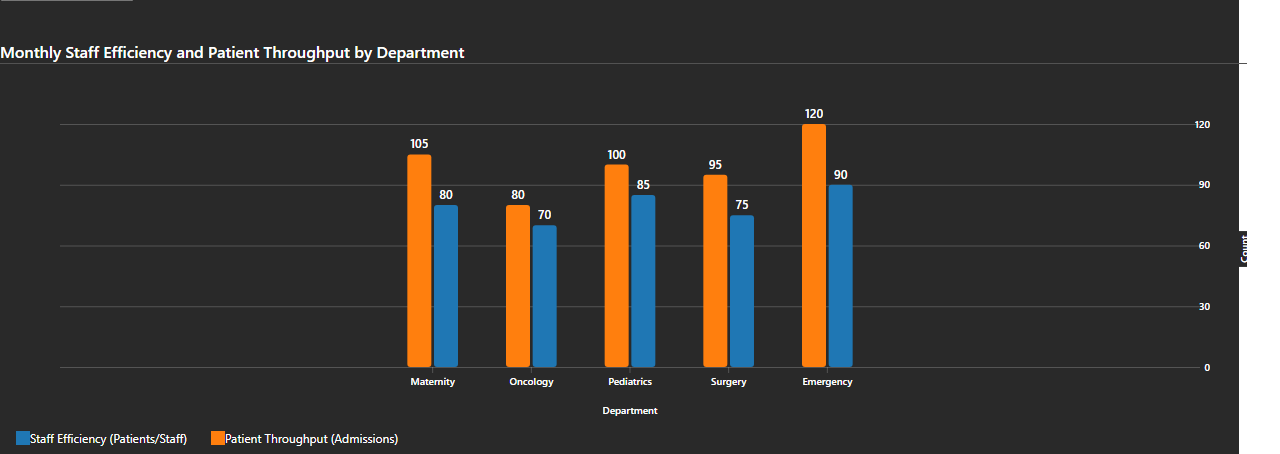 Monthly Staff Efficiency and Patient Throughput by Department
120
105
100
95
90
85
80
80
75
70
120
90
60
30
0
Count
Maternity
Oncology
Pediatrics
Surgery
Emergency
Department
Staff Efficiency (Patients/Staff)
Patient Throughput (Admissions)